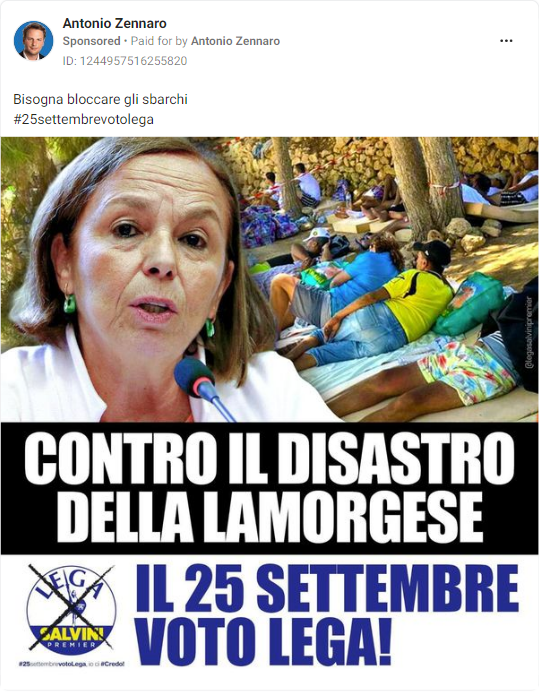 Antonio Zennaro
Sponsored • Paid for by Antonio Zennaro
ID: 1244957516255820
Bisogna bloccare gli sbarchi
#25settembrevotolega
@legasalvinipremier
CONTRO IL DISASTRO
DELLA LAMORGESE
LEGA
SALVINI
PREMIER
#25settembrevotoLega, io ci #Credo!
IL 25 SETTEMBRE
VOTO LEGA!